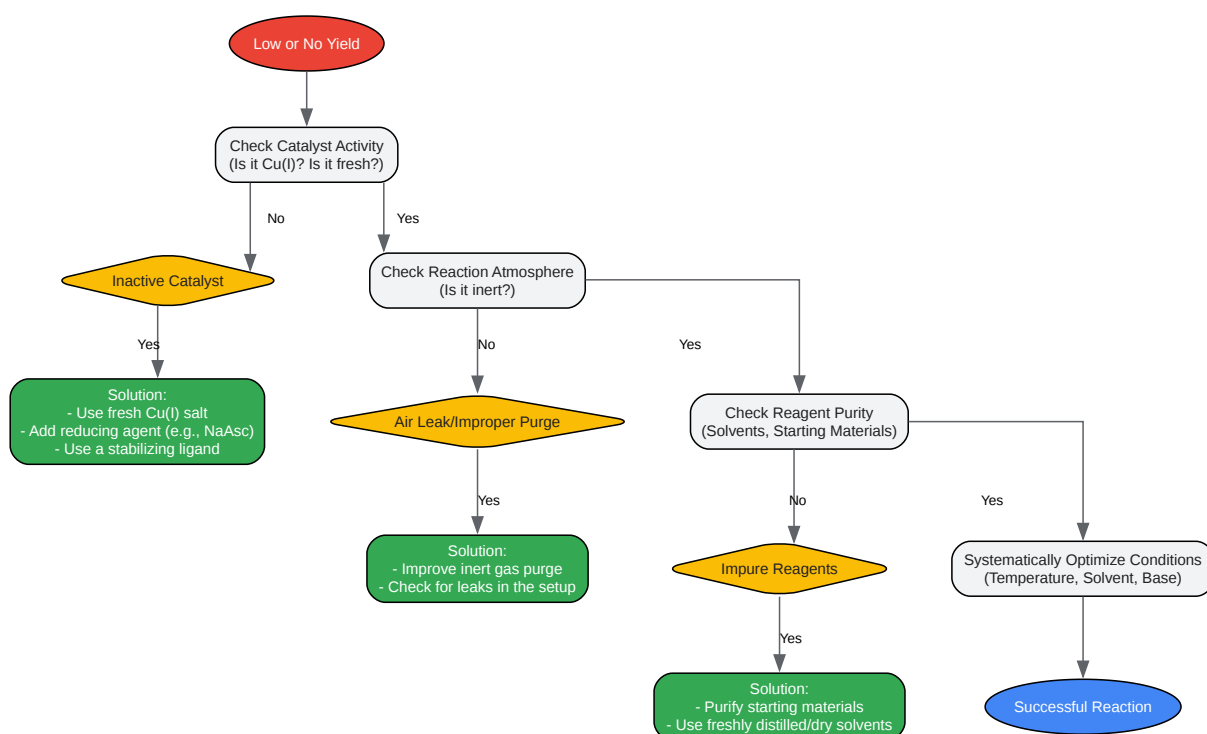 Low or No Yield
Check Catalyst Activity
(Is it Cu(I)? Is it fresh?)
No
Yes
Inactive Catalyst
Check Reaction Atmosphere
(Is it inert?)
Yes
No
Yes
Solution:
- Use fresh Cu(I) salt
- Add reducing agent (e.g., NaAsc)
- Use a stabilizing ligand
Air Leak/Improper Purge
Check Reagent Purity
(Solvents, Starting Materials)
Yes
No
Yes
Solution:
- Improve inert gas purge
- Check for leaks in the setup
Impure Reagents
Systematically Optimize Conditions
(Temperature, Solvent, Base)
Yes
Solution:
- Purify starting materials
- Use freshly distilled/dry solvents
Successful Reaction